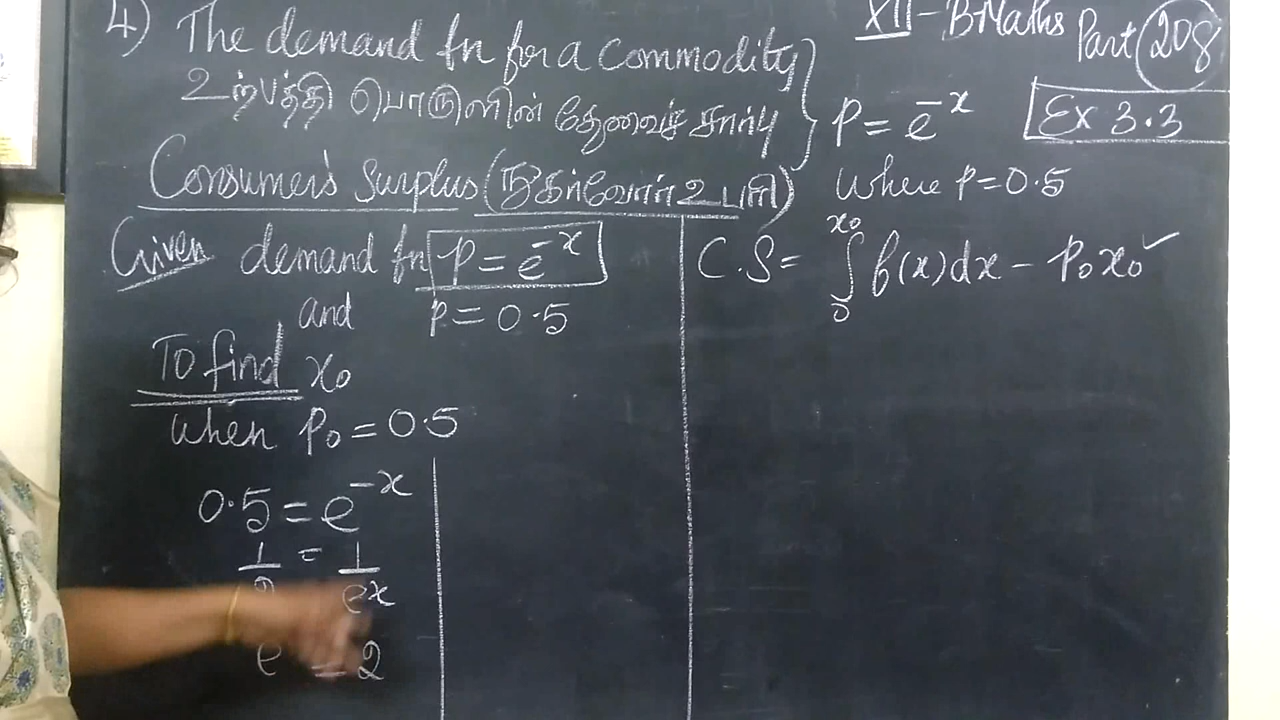 4) The demand fn for a Commodity
உற்பத்தி பொருளின் தேவைச் சார்பு
p = e^-x
XII - B.Maths Part 208
Ex 3.3
Consumer's Surplus (நுகர்வோர் உபரி)
where p = 0.5
Given demand fn p = e^-x
and p = 0.5
To find x₀
when p₀ = 0.5
0.5 = e^-x
1/2 = 1/e^x
e = 2
C.S = ∫₀^x₀ f(x)dx - p₀x₀ ✓